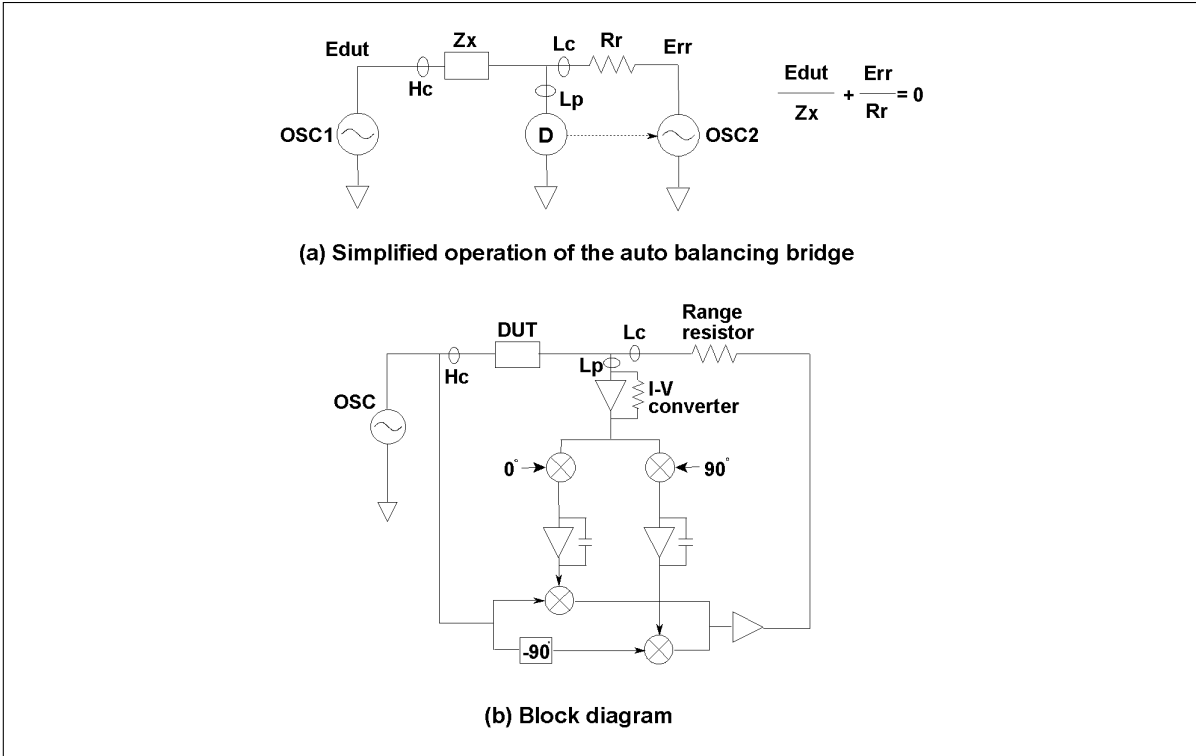 Edut
Zx
Lc
Rr
Err
Hc
Lp
OSC1
D
OSC2
Edut
Zx
+
Err
Rr
= 0
(a) Simplified operation of the auto balancing bridge
DUT
Lc
Range
resistor
Hc
Lp
I-V
converter
OSC
0°
90°
-90°
(b) Block diagram